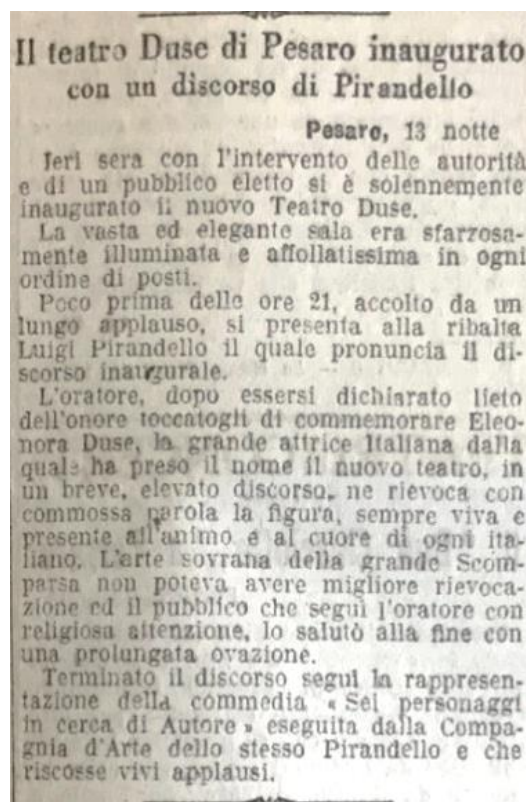 Il teatro Duse di Pesaro inaugurato
con un discorso di Pirandello
Pesaro, 13 notte
Ieri sera con l'intervento delle autorità
e di un pubblico eletto si è solennemente
inaugurato il nuovo Teatro Duse.
La vasta ed elegante sala era sfarzosa-
mente illuminata e affollatissima in ogni
ordine di posti.
Poco prima delle ore 21, accolto da un
lungo applauso, si presenta alla ribalta
Luigi Pirandello il quale pronuncia il di-
scorso inaugurale.
L'oratore, dopo essersi dichiarato lieto
dell'onore toccatogli di commemorare Eleo-
nora Duse, la grande attrice Italiana dalla
quale ha preso il nome il nuovo teatro, in
un breve, elevato discorso, ne rievoca con
commossa parola la figura, sempre viva e
presente all'animo e al cuore di ogni ita-
liano. L'arte sovrana della grande Scom-
parsa non poteva avere migliore rievoca-
zione ed il pubblico che seguì l'oratore con
religiosa attenzione, lo salutò alla fine con
una prolungata ovazione.
Terminato il discorso seguì la rappresen-
tazione della commedia « Sei personaggi
in cerca di Autore » eseguita dalla Compa-
gnia d'Arte dello stesso Pirandello e che
riscosse vivi applausi.